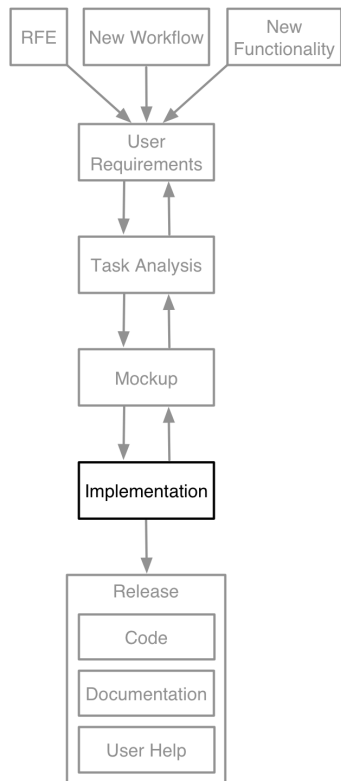 RFE
New Workflow
New
Functionality
User
Requirements
Task Analysis
Mockup
Implementation
Release
Code
Documentation
User Help